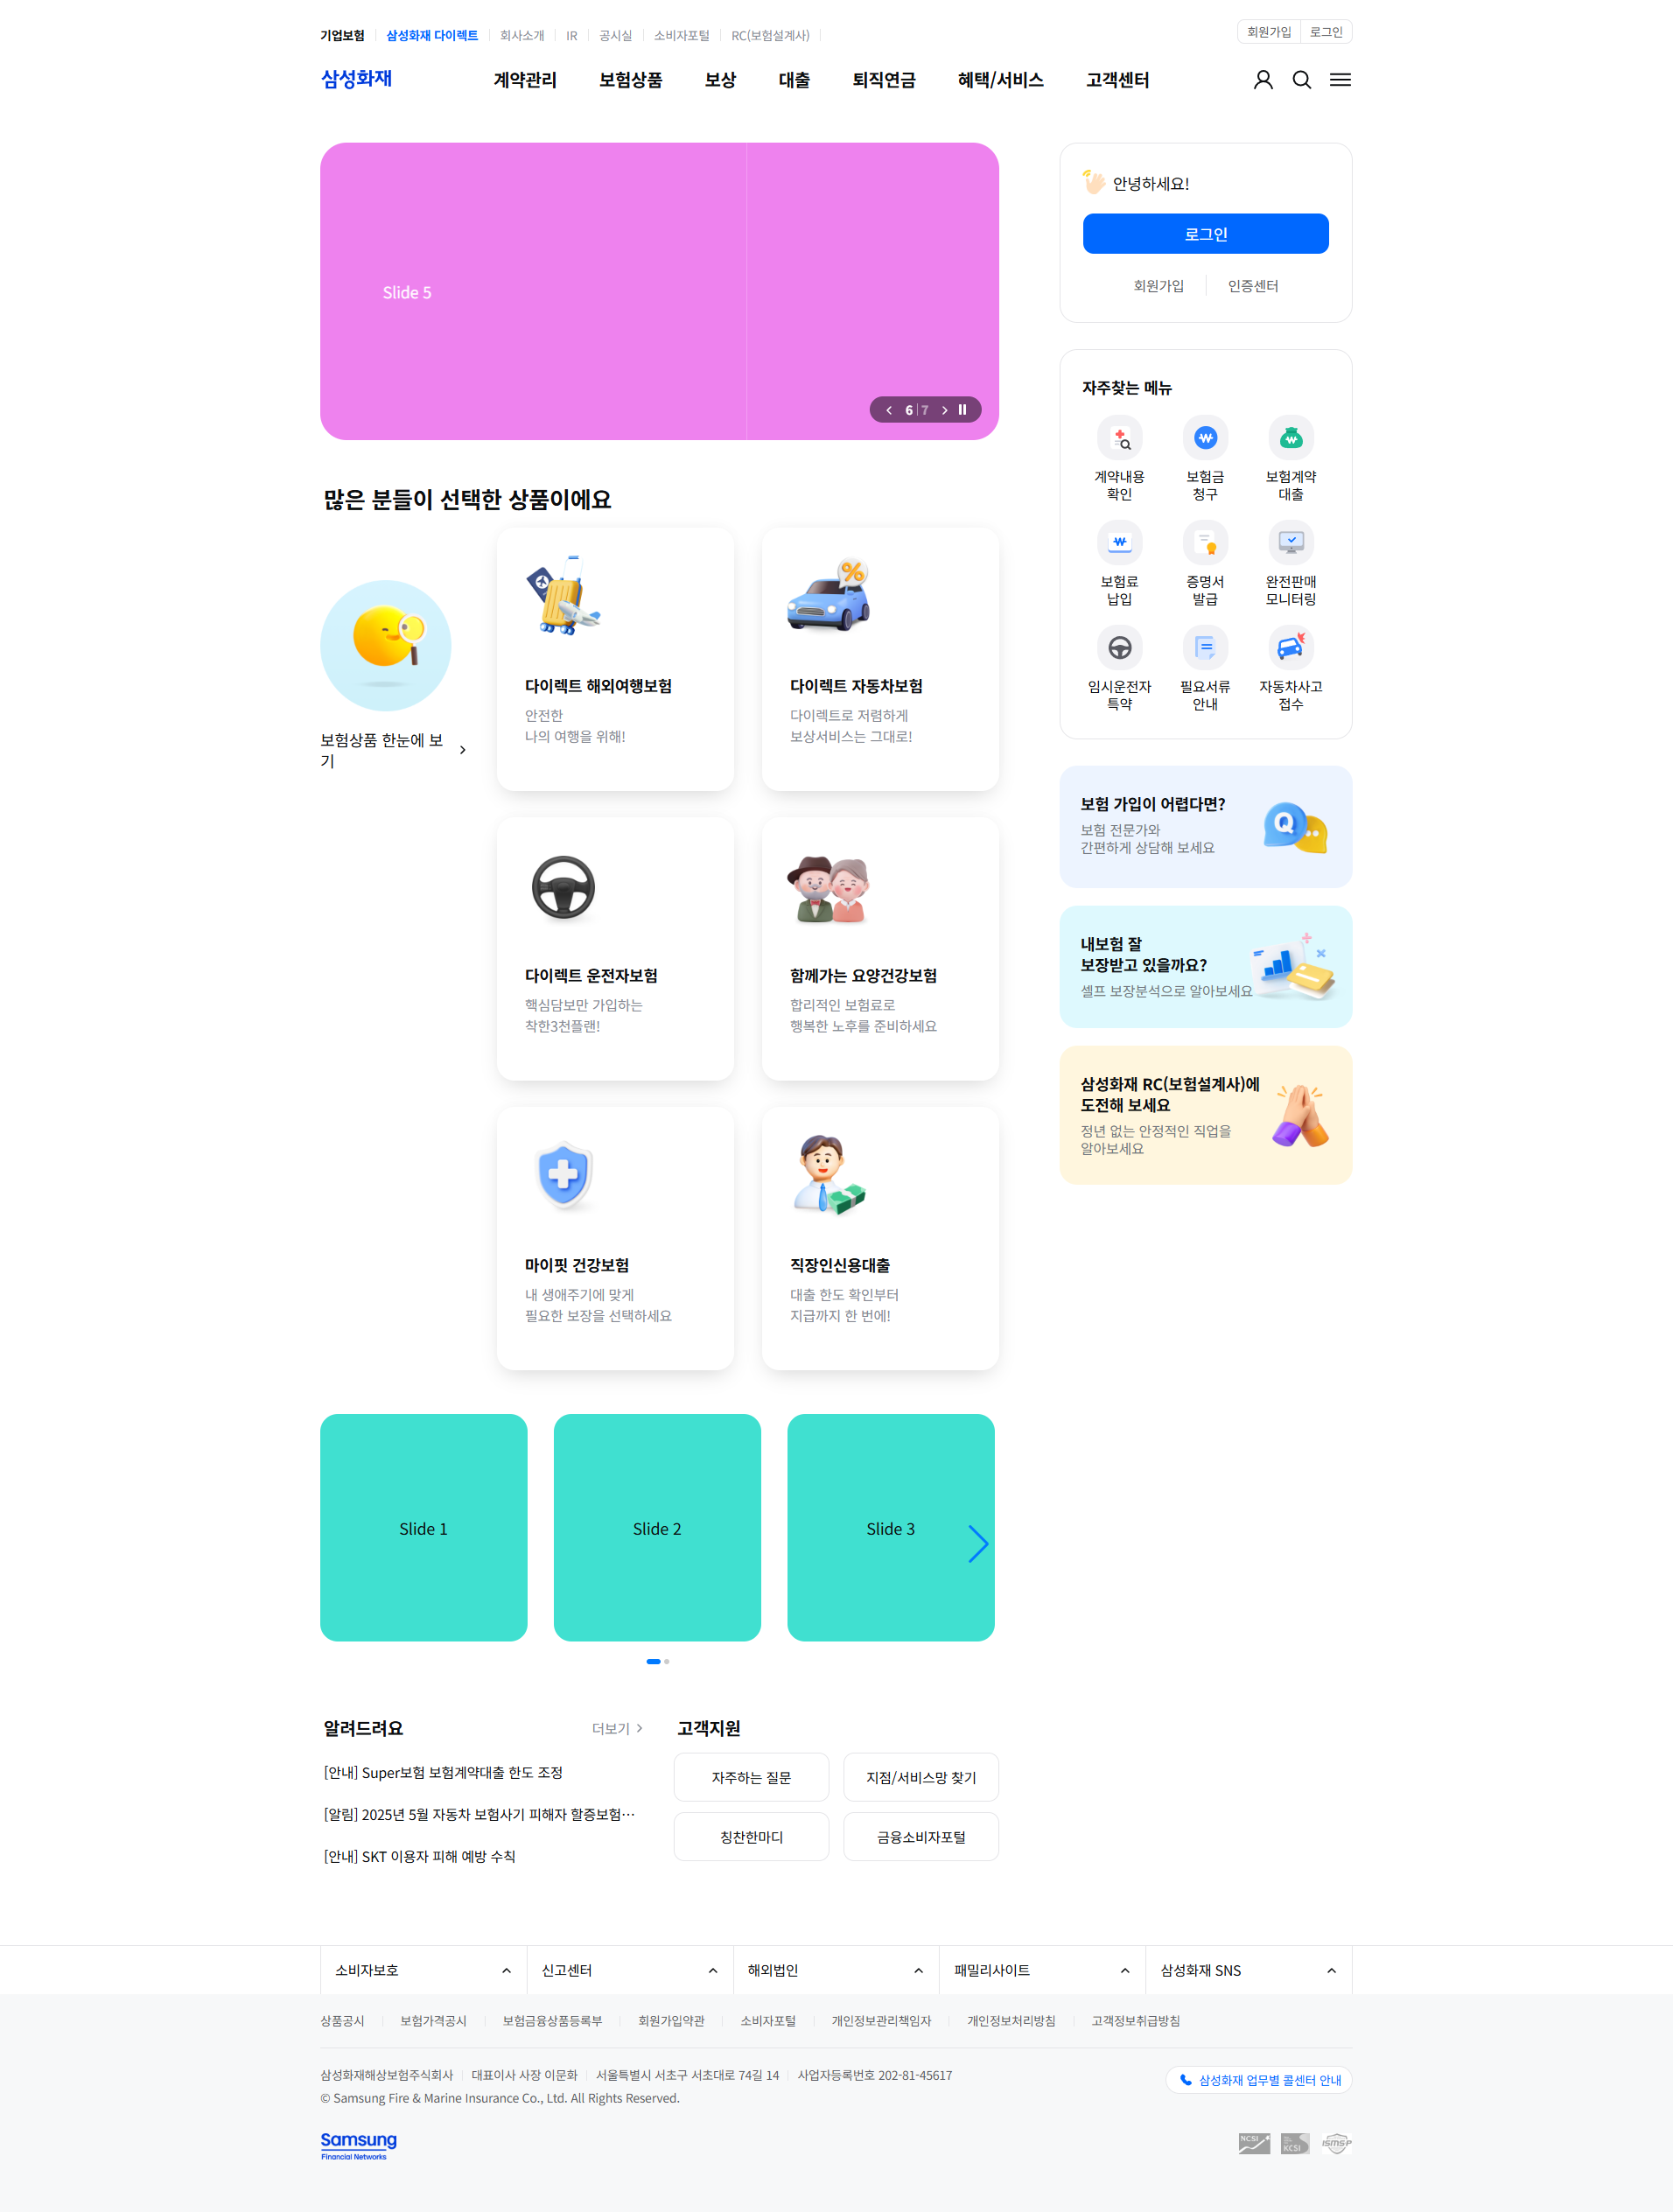 기업보험 삼성화재 다이렉트 회사소개 IR 공시실 소비자포털 RC(보험설계사) 회원가입 로그인
삼성화재 계약관리 보험상품 보상 대출 퇴직연금 혜택/서비스 고객센터
Slide 5
6 7
안녕하세요!
로그인
회원가입 인증센터
자주찾는 메뉴
계약내용
확인
보험금
청구
보험계약
대출
보험료
납입
증명서
발급
완전판매
모니터링
임시운전자
특약
필요서류
안내
자동차사고
접수
많은 분들이 선택한 상품이에요
보험상품 한눈에 보
기
다이렉트 해외여행보험
안전한
나의 여행을 위해!
%
다이렉트 자동차보험
다이렉트로 저렴하게
보상서비스는 그대로!
다이렉트 운전자보험
핵심담보만 가입하는
착한3천플랜!
함께가는 요양건강보험
합리적인 보험료로
행복한 노후를 준비하세요
마이핏 건강보험
내 생애주기에 맞게
필요한 보장을 선택하세요
직장인신용대출
대출 한도 확인부터
지급까지 한 번에!
보험 가입이 어렵다면?
보험 전문가와
간편하게 상담해 보세요
Q
내보험 잘
보장받고 있을까요?
셀프 보장분석으로 알아보세요
삼성화재 RC(보험설계사)에
도전해 보세요
정년 없는 안정적인 직업을
알아보세요
Slide 1
Slide 2
Slide 3
알려드려요 더보기
[안내] Super보험 보험계약대출 한도 조정
[알림] 2025년 5월 자동차 보험사기 피해자 할증보험…
[안내] SKT 이용자 피해 예방 수칙
고객지원
자주하는 질문 지점/서비스망 찾기
칭찬한마디 금융소비자포털
소비자보호 신고센터 해외법인 패밀리사이트 삼성화재 SNS
상품공시 보험가격공시 보험금융상품등록부 회원가입약관 소비자포털 개인정보관리책임자 개인정보처리방침 고객정보취급방침
삼성화재해상보험주식회사 대표이사 사장 이문화 서울특별시 서초구 서초대로 74길 14 사업자등록번호 202-81-45617
© Samsung Fire & Marine Insurance Co., Ltd. All Rights Reserved.
삼성화재 업무별 콜센터 안내
Samsung
Financial Networks
NCSI KCSI ISMS-P